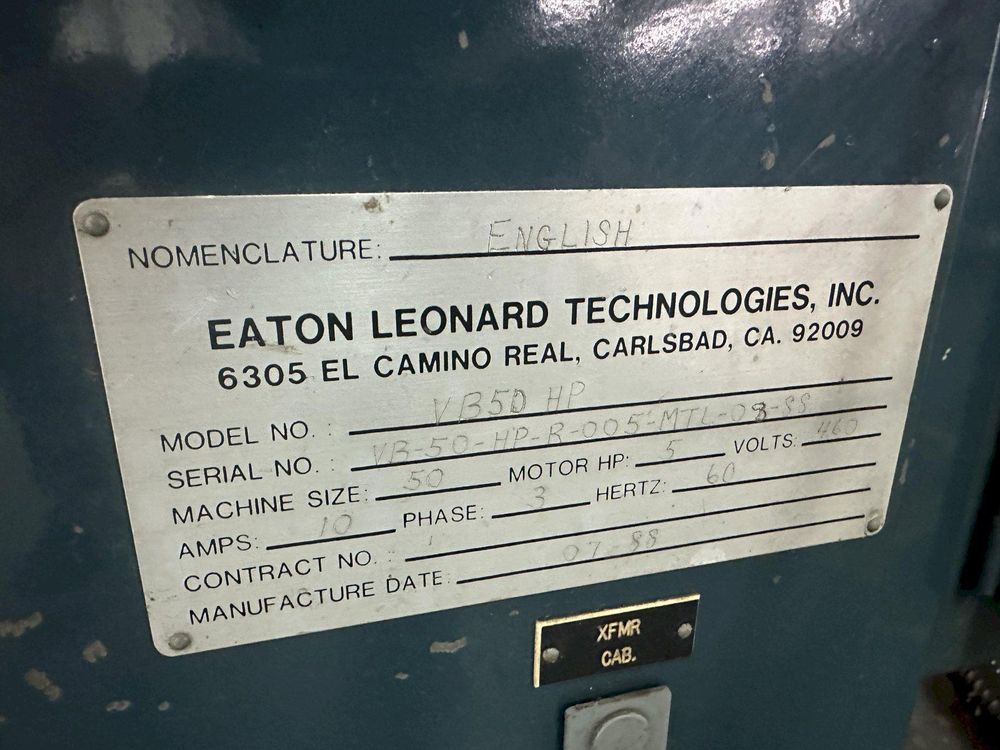 NOMENCLATURE: ENGLISH
EATON LEONARD TECHNOLOGIES, INC.
6305 EL CAMINO REAL, CARLSBAD, CA. 92009
MODEL NO. : VB50 HP
SERIAL NO. : VB-50-HP-R-005-MTL-08-88
MACHINE SIZE: 50 MOTOR HP: 5 VOLTS: 460
AMPS: 10 PHASE: 3 HERTZ: 60
CONTRACT NO. :
MANUFACTURE DATE: 07-88
XFMR
CAB.